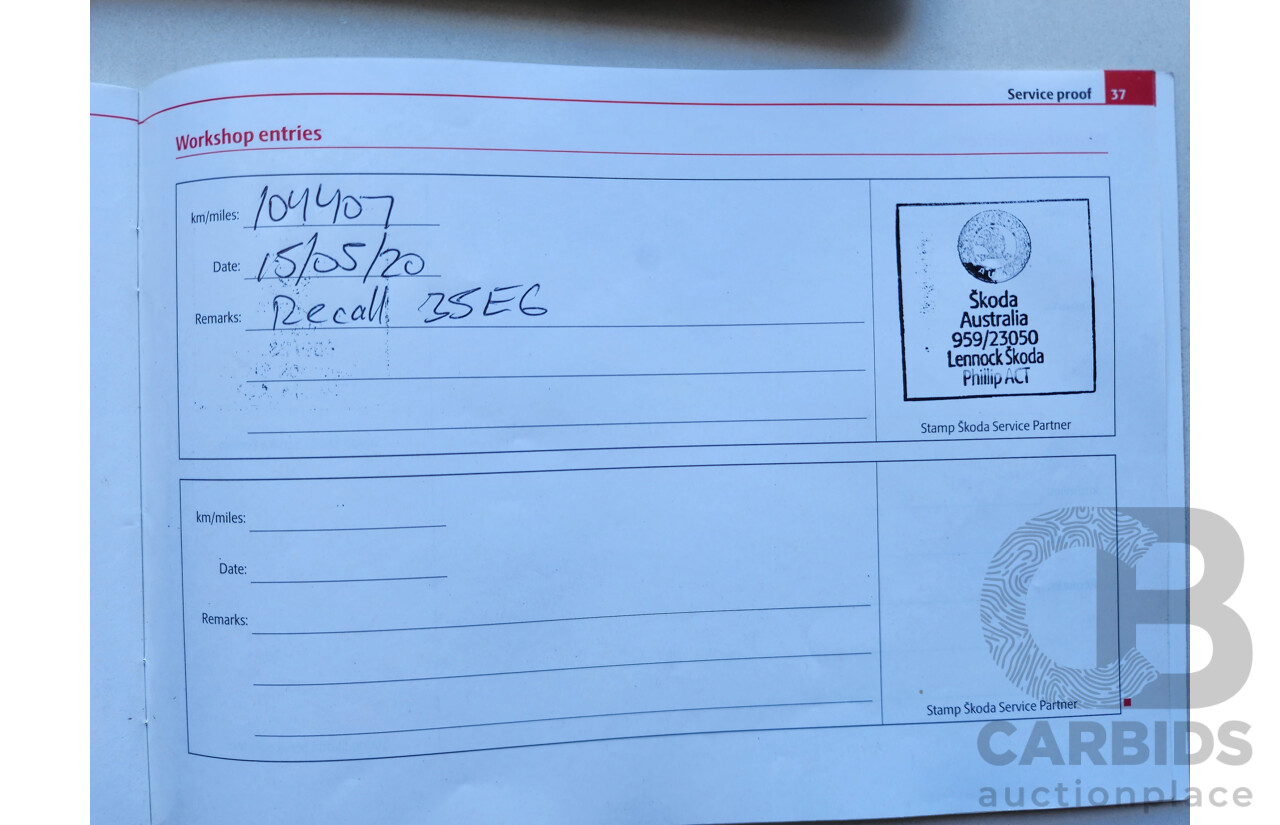 Service proof 37
Workshop entries
km/miles: 104407
Date: 15/05/20
Remarks: Recall 35E6
Škoda
Australia
959/23050
Lennock Škoda
Phillip ACT
Stamp Škoda Service Partner
km/miles:
Date:
Remarks:
Stamp Škoda Service Partner
CB
CARBIDS
auctionplace